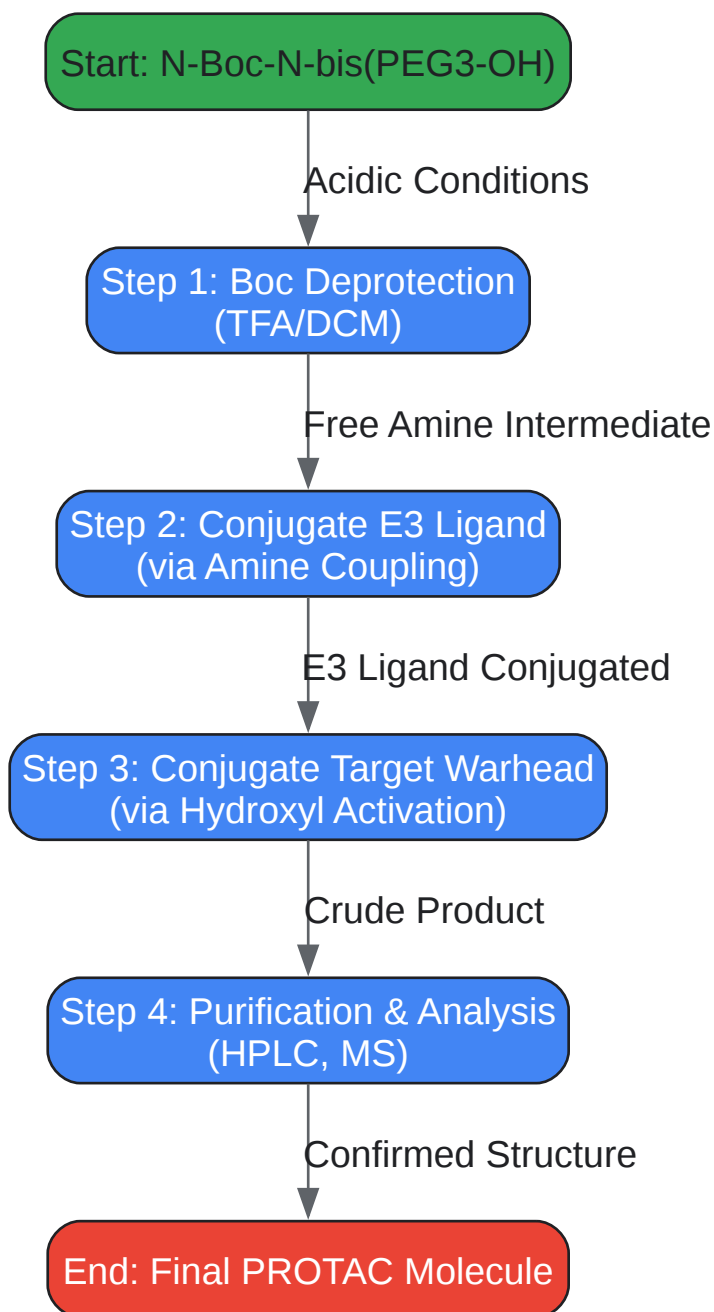 Start: N-Boc-N-bis(PEG3-OH)
Acidic Conditions
Step 1: Boc Deprotection
(TFA/DCM)
Free Amine Intermediate
Step 2: Conjugate E3 Ligand
(via Amine Coupling)
E3 Ligand Conjugated
Step 3: Conjugate Target Warhead
(via Hydroxyl Activation)
Crude Product
Step 4: Purification & Analysis
(HPLC, MS)
Confirmed Structure
End: Final PROTAC Molecule